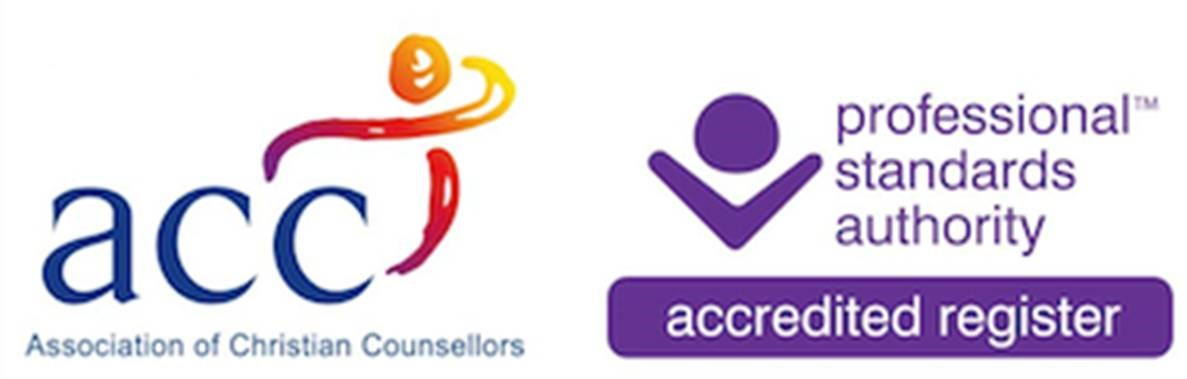 acc
Association of Christian Counsellors
professional™
standards
authority
accredited register